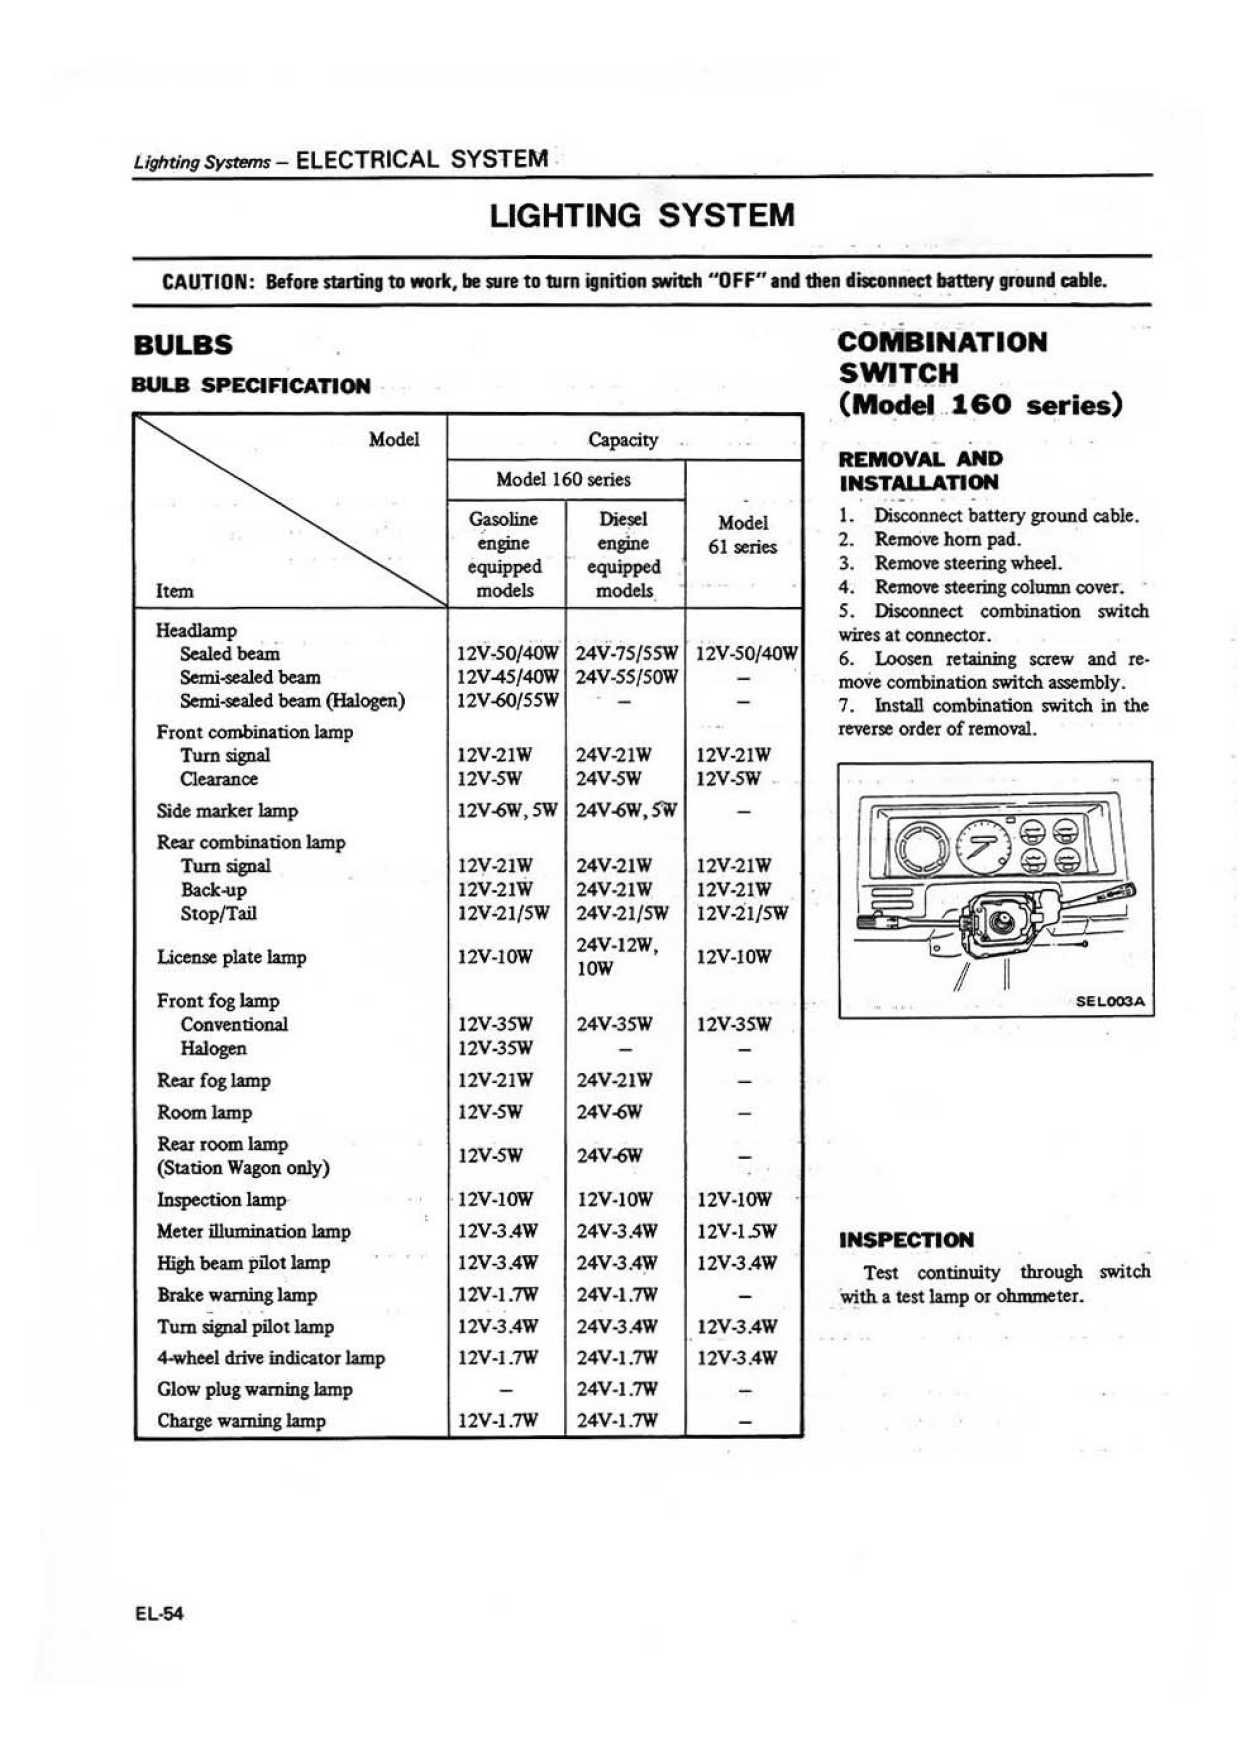 Lighting Systems – ELECTRICAL SYSTEM
LIGHTING SYSTEM
CAUTION: Before starting to work, be sure to turn ignition switch "OFF" and then disconnect battery ground cable.
BULBS
BULB SPECIFICATION
Model Capacity
Model 160 series
Item Gasoline engine equipped models Diesel engine equipped models Model 61 series
Headlamp
Sealed beam 12V-50/40W 24V-75/55W 12V-50/40W
Semi-sealed beam 12V-45/40W 24V-55/50W –
Semi-sealed beam (Halogen) 12V-60/55W – –
Front combination lamp
Turn signal 12V-21W 24V-21W 12V-21W
Clearance 12V-5W 24V-5W 12V-5W
Side marker lamp 12V-6W, 5W 24V-6W, 5W –
Rear combination lamp
Turn signal 12V-21W 24V-21W 12V-21W
Back-up 12V-21W 24V-21W 12V-21W
Stop/Tail 12V-21/5W 24V-21/5W 12V-21/5W
License plate lamp 12V-10W 24V-12W, 10W 12V-10W
Front fog lamp
Conventional 12V-35W 24V-35W 12V-35W
Halogen 12V-35W – –
Rear fog lamp 12V-21W 24V-21W –
Room lamp 12V-5W 24V-6W –
Rear room lamp
(Station Wagon only) 12V-5W 24V-6W –
Inspection lamp 12V-10W 12V-10W 12V-10W
Meter illumination lamp 12V-3.4W 24V-3.4W 12V-1.5W
High beam pilot lamp 12V-3.4W 24V-3.4W 12V-3.4W
Brake warning lamp 12V-1.7W 24V-1.7W –
Turn signal pilot lamp 12V-3.4W 24V-3.4W 12V-3.4W
4-wheel drive indicator lamp 12V-1.7W 24V-1.7W 12V-3.4W
Glow plug warning lamp – 24V-1.7W –
Charge warning lamp 12V-1.7W 24V-1.7W –
COMBINATION
SWITCH
(Model 160 series)
REMOVAL AND
INSTALLATION
1. Disconnect battery ground cable.
2. Remove horn pad.
3. Remove steering wheel.
4. Remove steering column cover.
5. Disconnect combination switch
wires at connector.
6. Loosen retaining screw and re-
move combination switch assembly.
7. Install combination switch in the
reverse order of removal.
SEL003A
INSPECTION
Test continuity through switch
with a test lamp or ohmmeter.
EL-54